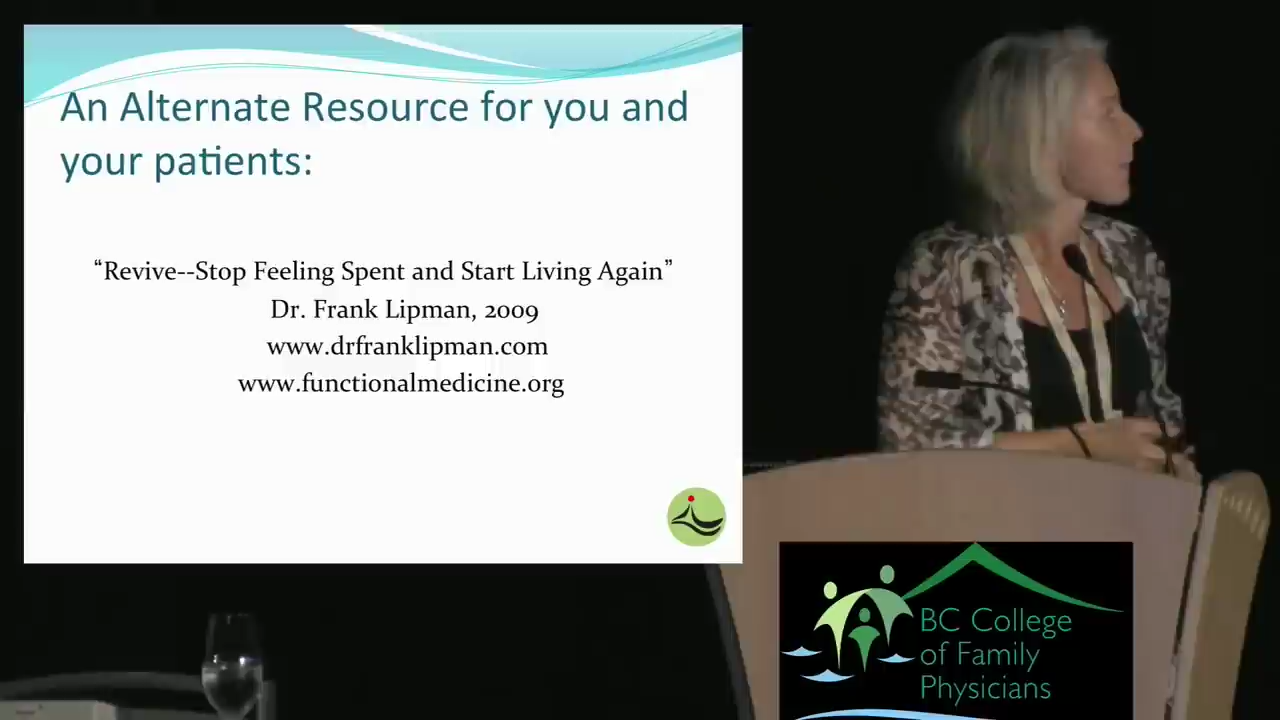 An Alternate Resource for you and
your patients:
“Revive--Stop Feeling Spent and Start Living Again”
Dr. Frank Lipman, 2009
www.drfranklipman.com
www.functionalmedicine.org
BC College
of Family
Physicians